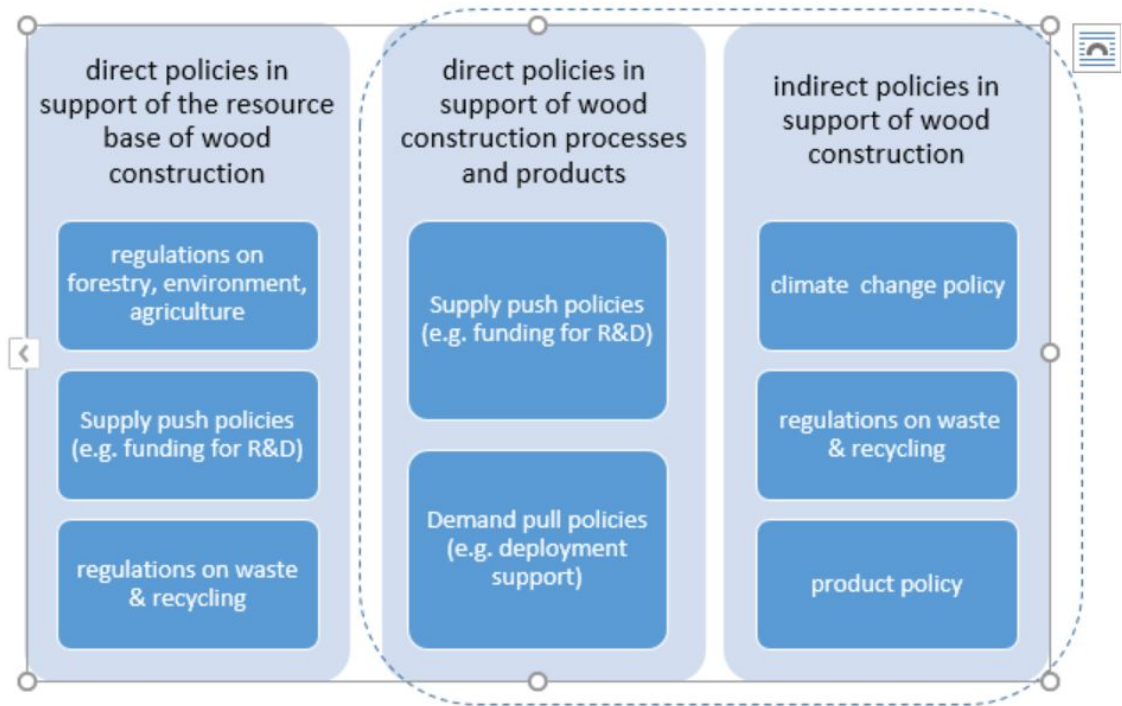 direct policies in
support of the resource
base of wood
construction
regulations on
forestry, environment,
agriculture
Supply push policies
(e.g. funding for R&D)
regulations on waste
& recycling
direct policies in
support of wood
construction processes
and products
Supply push policies
(e.g. funding for R&D)
Demand pull policies
(e.g. deployment
support)
indirect policies in
support of wood
construction
climate  change policy
regulations on waste
& recycling
product policy